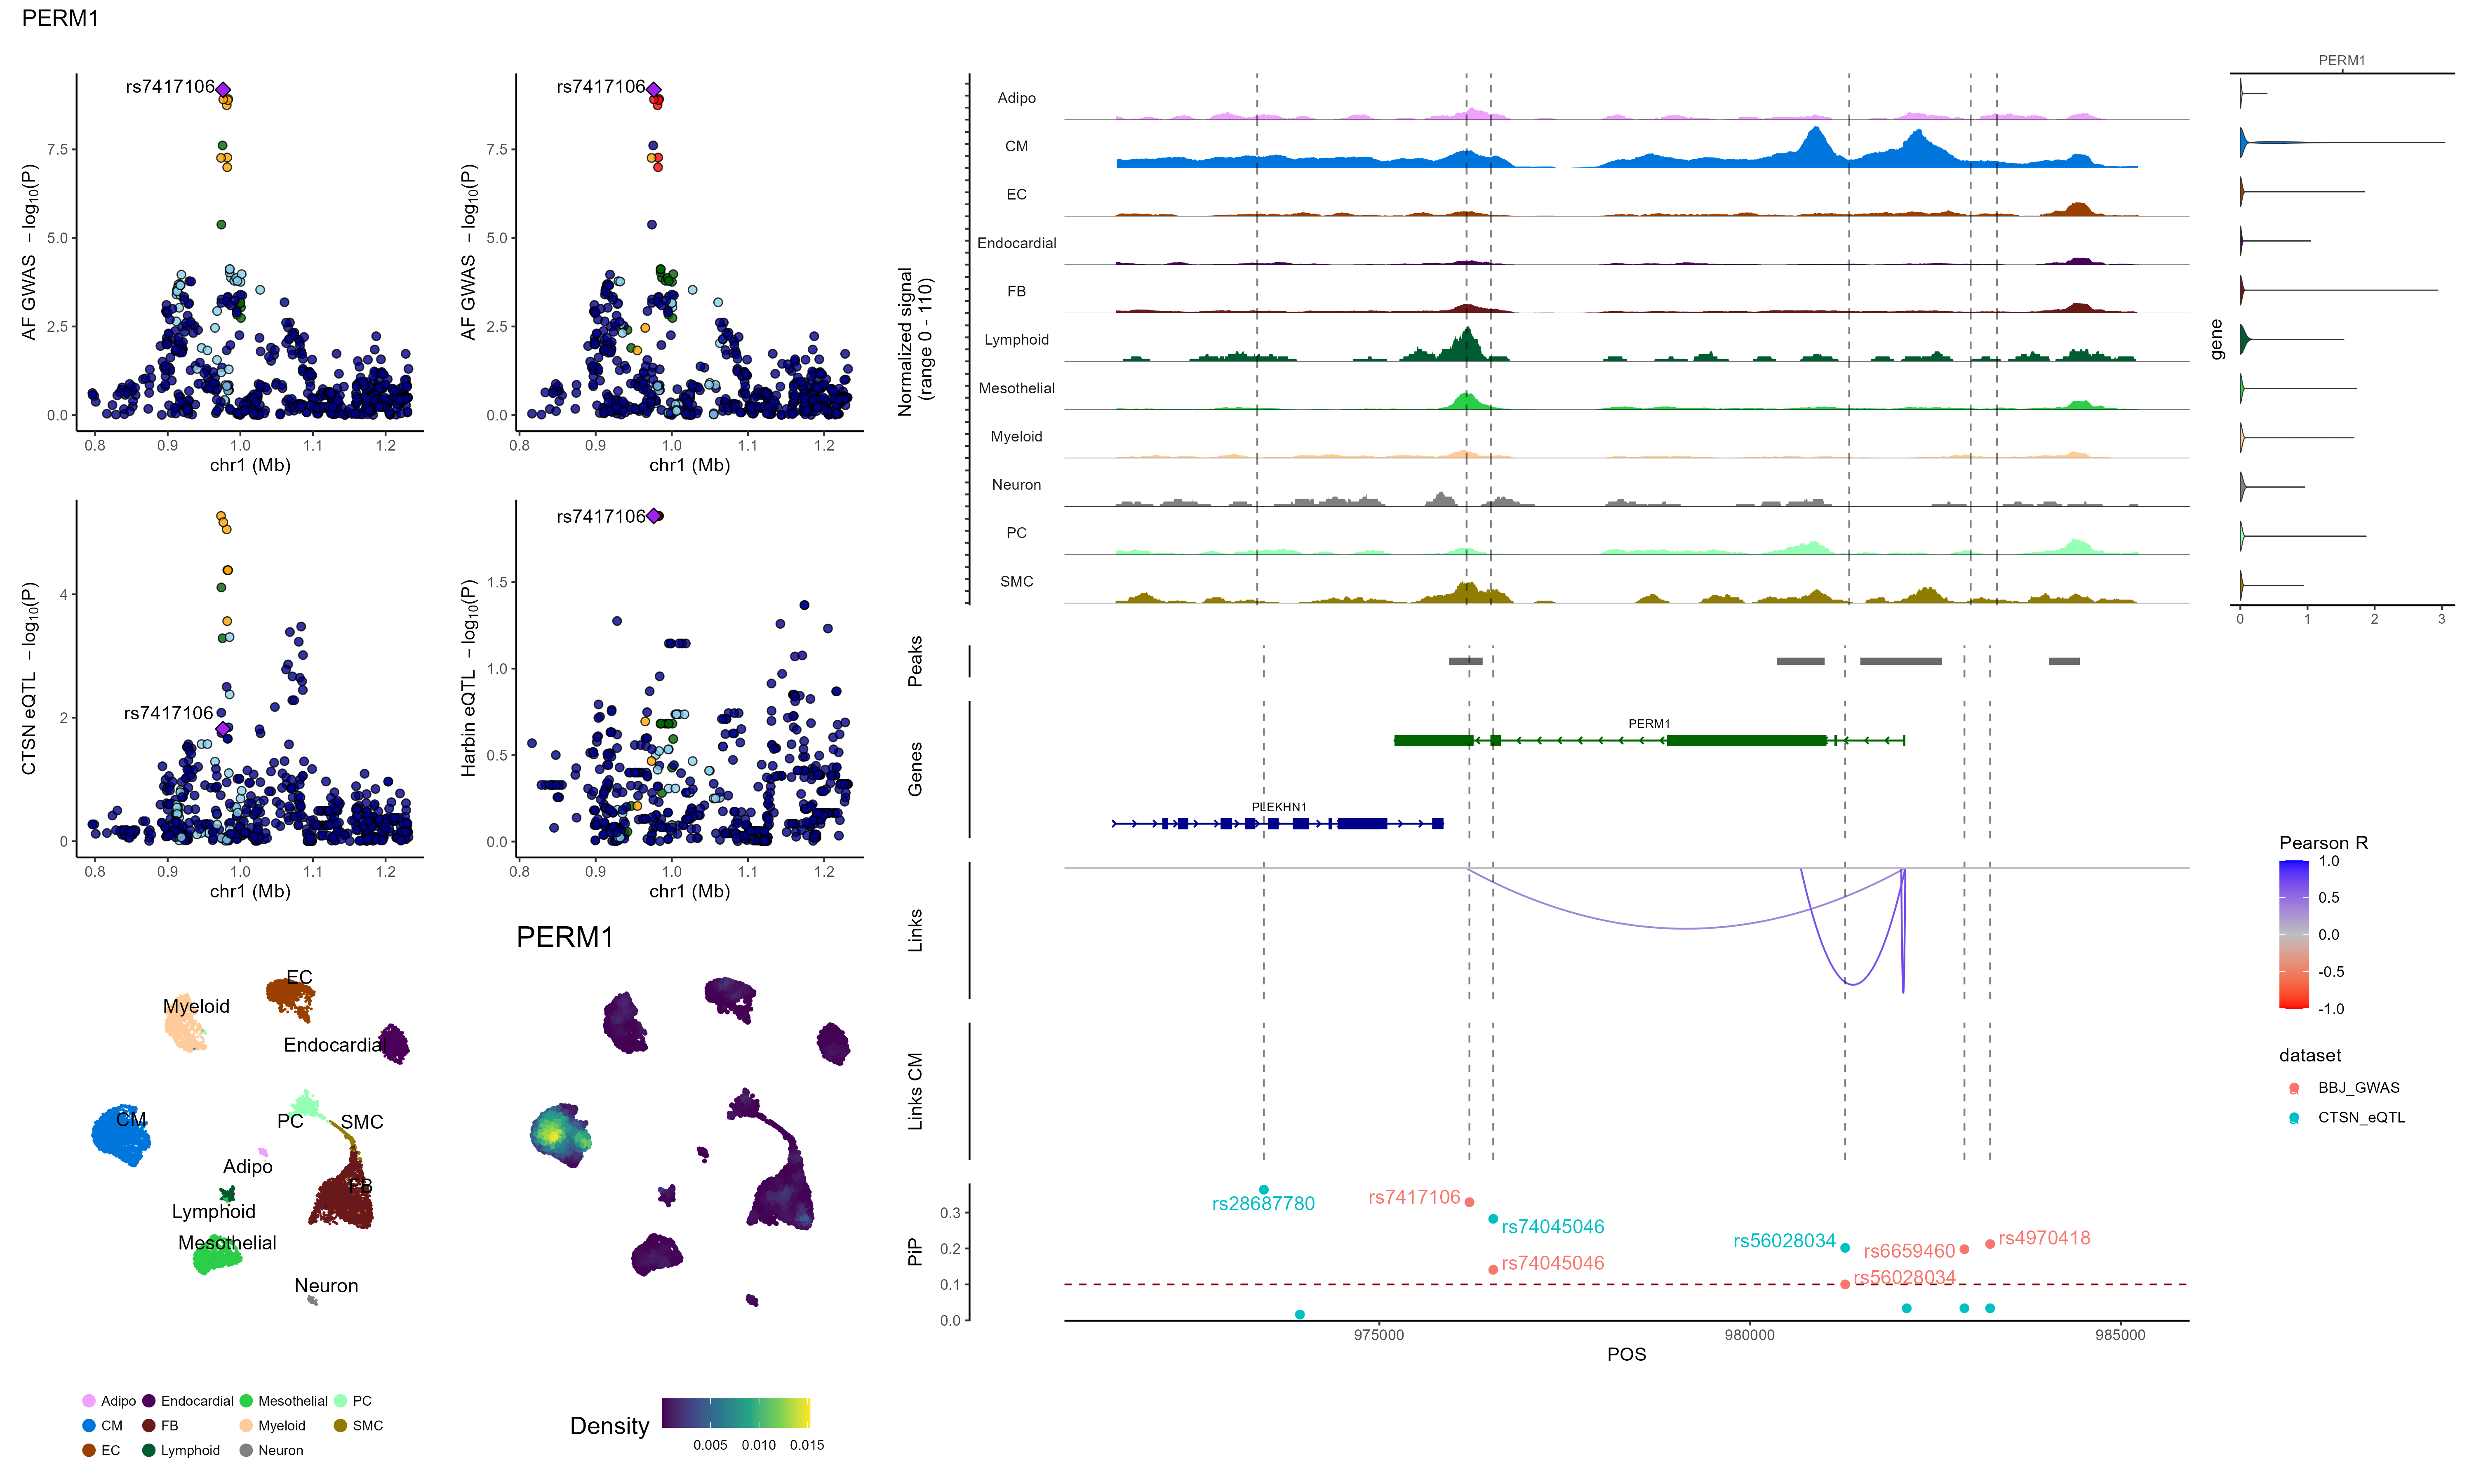 PERM1
rs7417106
AF GWAS −log10(P)
7.5
5.0
2.5
0.0
0.8 0.9 1.0 1.1 1.2
chr1 (Mb)
rs7417106
AF GWAS −log10(P)
7.5
5.0
2.5
0.0
0.8 0.9 1.0 1.1 1.2
chr1 (Mb)
rs7417106
CTSN eQTL −log10(P)
4
2
0
0.8 0.9 1.0 1.1 1.2
chr1 (Mb)
rs7417106
Harbin eQTL −log10(P)
1.5
1.0
0.5
0.0
0.8 0.9 1.0 1.1 1.2
chr1 (Mb)
EC
Myeloid
Endocardial
CM
PC
SMC
Adipo
FB
Lymphoid
Mesothelial
Neuron
Adipo Endocardial Mesothelial PC
CM FB Myeloid SMC
EC Lymphoid Neuron
PERM1
Density
0.005 0.010 0.015
Normalized signal
(range 0 - 110)
Adipo
CM
EC
Endocardial
FB
Lymphoid
Mesothelial
Myeloid
Neuron
PC
SMC
PERM1
gene
0 1 2 3
Peaks
Genes
PERM1
PLEKHN1
Links
Links CM
PiP
0.3
0.2
0.1
0.0
rs28687780
rs7417106
rs74045046
rs74045046
rs56028034
rs56028034
rs6659460
rs4970418
975000 980000 985000
POS
Pearson R
1.0
0.5
0.0
-0.5
-1.0
dataset
BBJ_GWAS
CTSN_eQTL